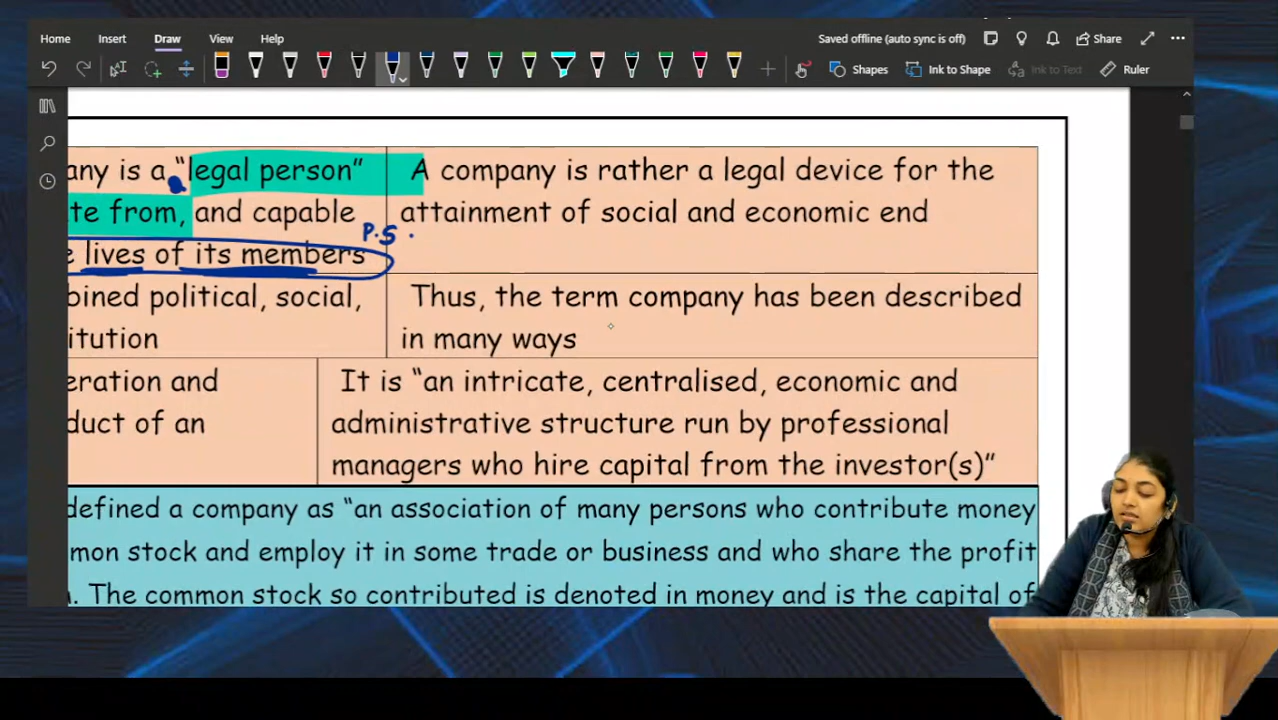 Home Insert Draw View Help
Saved offline (auto sync is off)
Share
Shapes
Ink to Shape
Ink to Text
Ruler
any is a “legal person”
te from, and capable
P.S.
e lives of its members
A company is rather a legal device for the
attainment of social and economic end
bined political, social,
itution
Thus, the term company has been described
in many ways
eration and
duct of an
It is “an intricate, centralised, economic and
administrative structure run by professional
managers who hire capital from the investor(s)”
defined a company as “an association of many persons who contribute money
mon stock and employ it in some trade or business and who share the profit
. The common stock so contributed is denoted in money and is the capital of